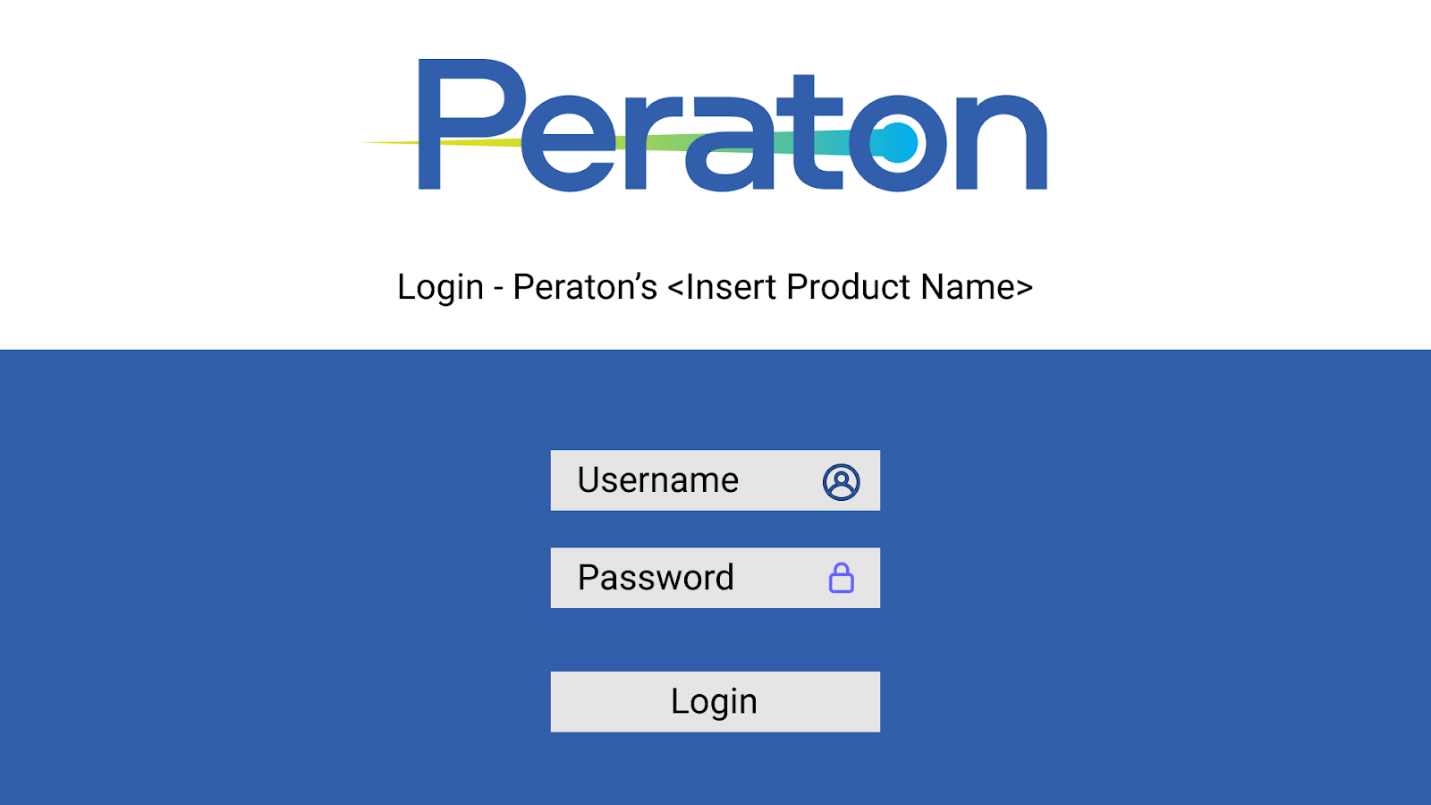 Peraton
Login - Peraton’s <Insert Product Name>
Username
Password
Login